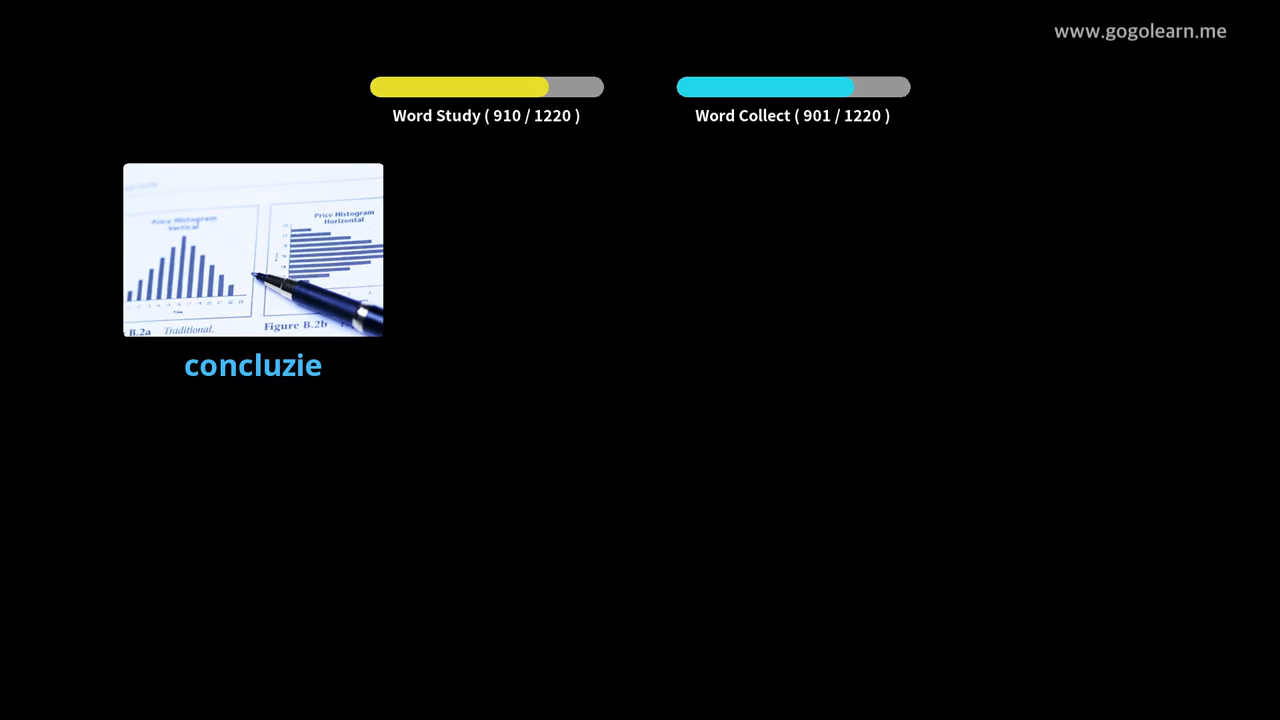 www.gogolearn.me
Word Study ( 910 / 1220 )
Word Collect ( 901 / 1220 )
Price Histogram
Vertical
Price Histogram
Horizontal
Price
B.2a Traditional.
Figure B.2b
concluzie